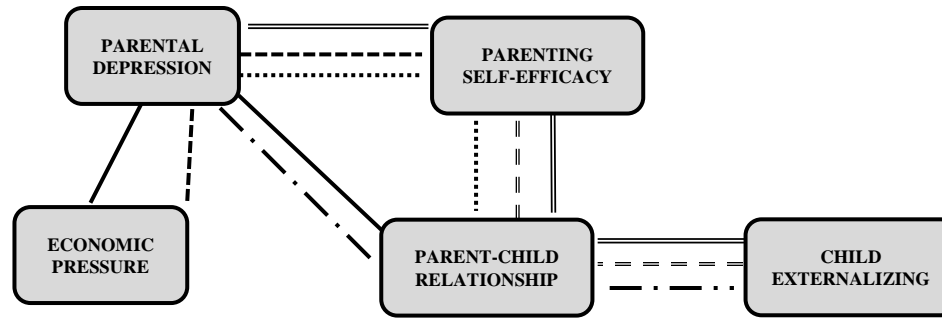 PARENTAL
DEPRESSION
PARENTING
SELF-EFFICACY
ECONOMIC
PRESSURE
PARENT-CHILD
RELATIONSHIP
CHILD
EXTERNALIZING